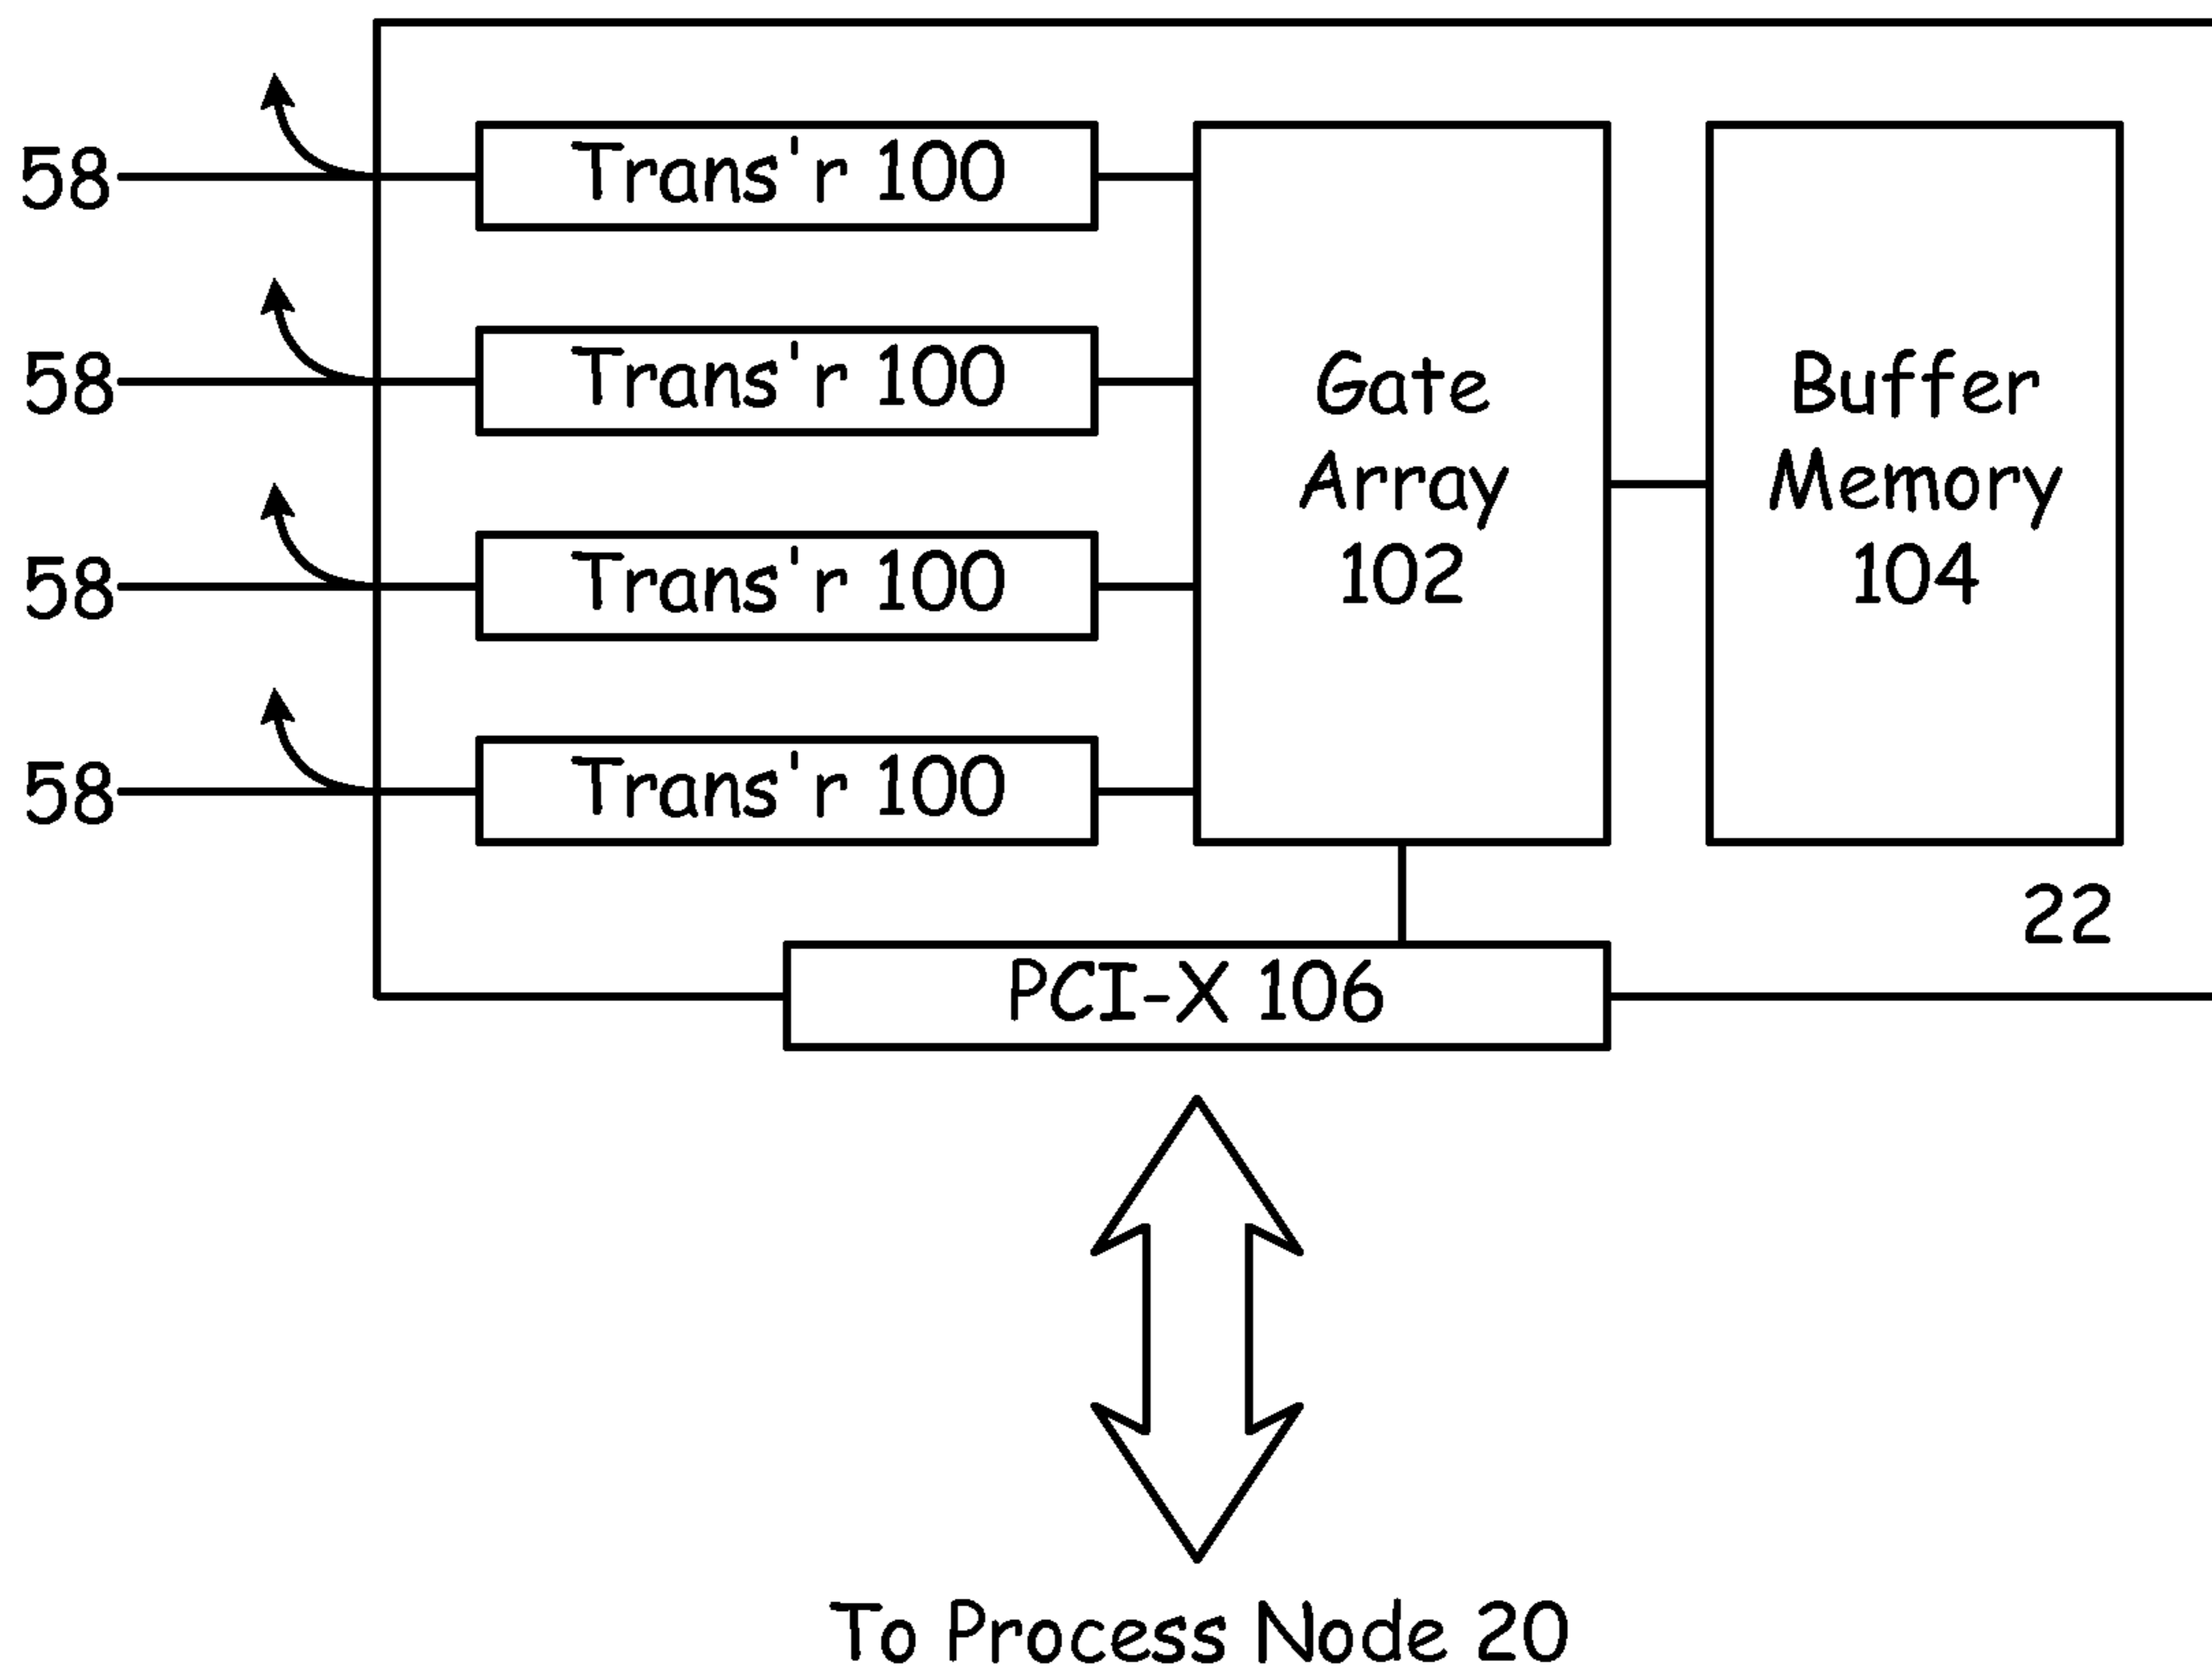 58
Trans'r 100
58
Trans'r 100
58
Trans'r 100
58
Trans'r 100
Gate
Array
102
Buffer
Memory
104
22
PCI-X 106
To Process Node 20